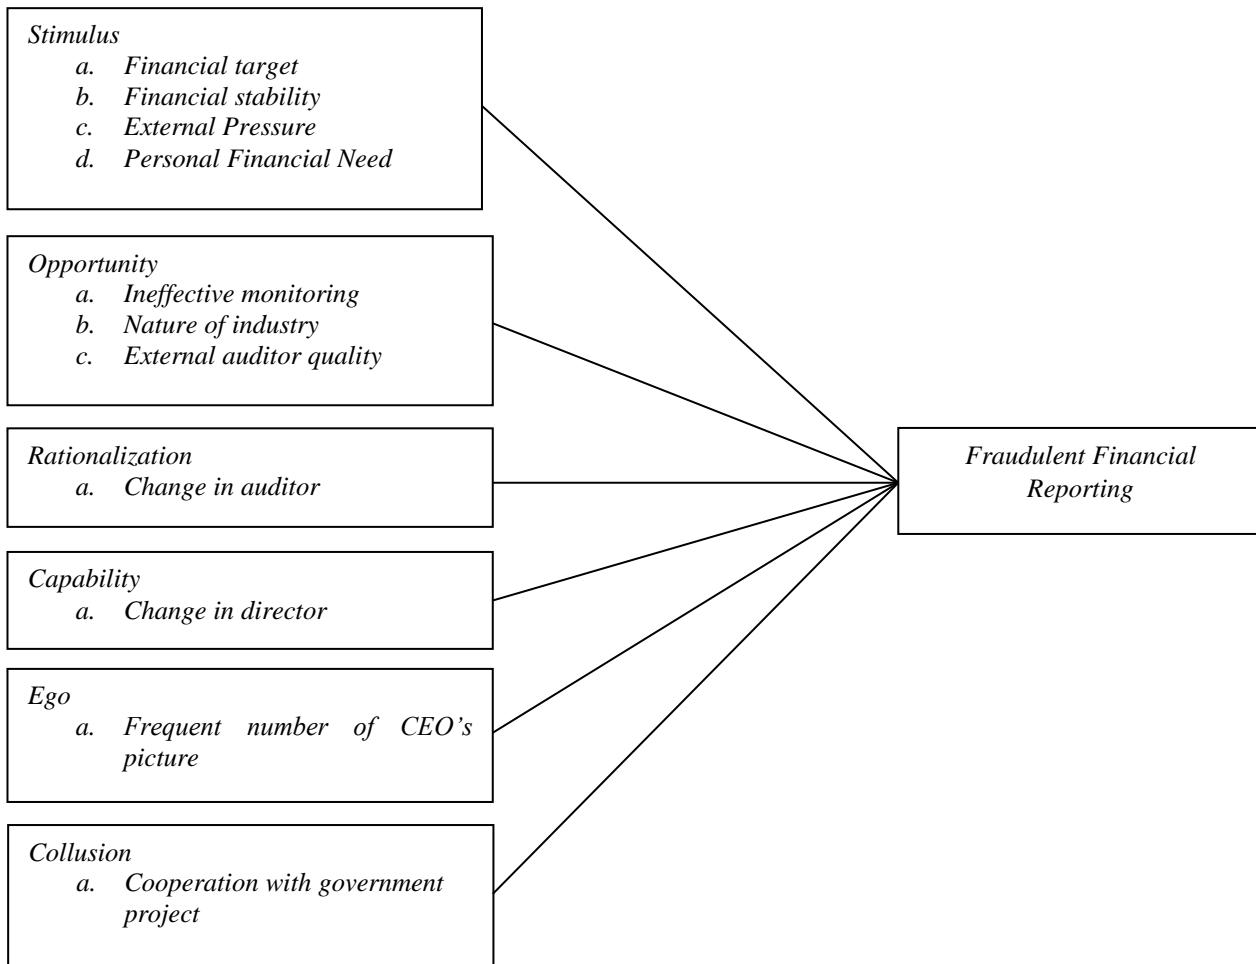 Stimulus
a. Financial target
b. Financial stability
c. External Pressure
d. Personal Financial Need
Opportunity
a. Ineffective monitoring
b. Nature of industry
c. External auditor quality
Rationalization
a. Change in auditor
Capability
a. Change in director
Ego
a. Frequent number of CEO’s
picture
Collusion
a. Cooperation with government
project
Fraudulent Financial
Reporting